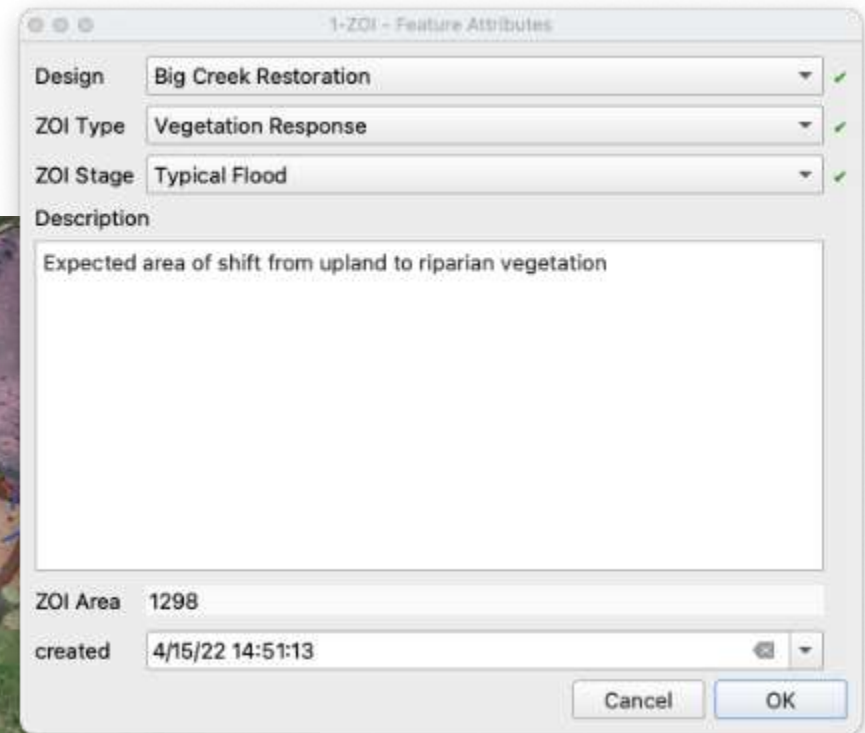 1-ZOI - Feature Attributes
Design Big Creek Restoration
ZOI Type Vegetation Response
ZOI Stage Typical Flood
Description
Expected area of shift from upland to riparian vegetation
ZOI Area 1298
created 4/15/22 14:51:13
Cancel OK